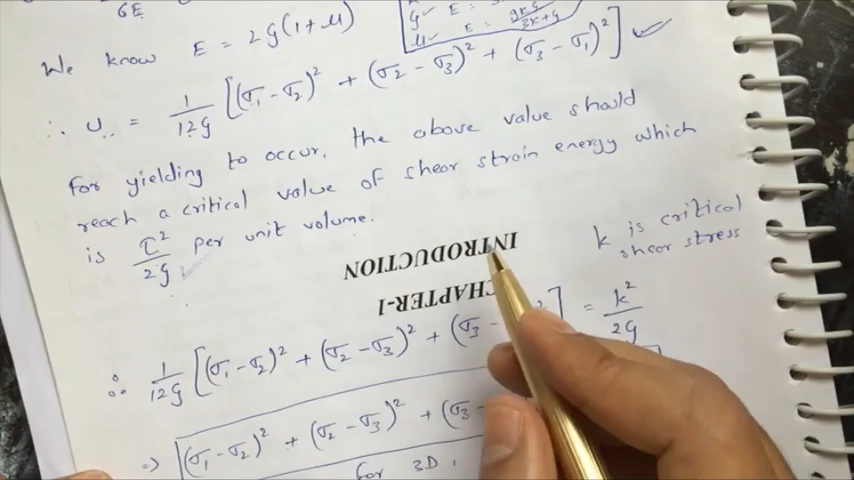 6E
G✓ E = 9KG/3K+G
μ✓ E =
We know E = 2G(1+μ)
∴ U.. = 1/12G [(σ₁-σ₂)² + (σ₂-σ₃)² + (σ₃-σ₁)²] ✓
For yielding to occur, the above value should
reach a critical value of shear strain energy which
is τ²/2G per unit volume.
k is critical
shear stress
INTRODUCTION
CHAPTER-I
∴ 1/12G [(σ₁-σ₂)² + (σ₂-σ₃)² + (σ₃- ²] = k²/2G
⇒ [(σ₁-σ₂)² + (σ₂-σ₃)² + (σ₃-
For 3D,